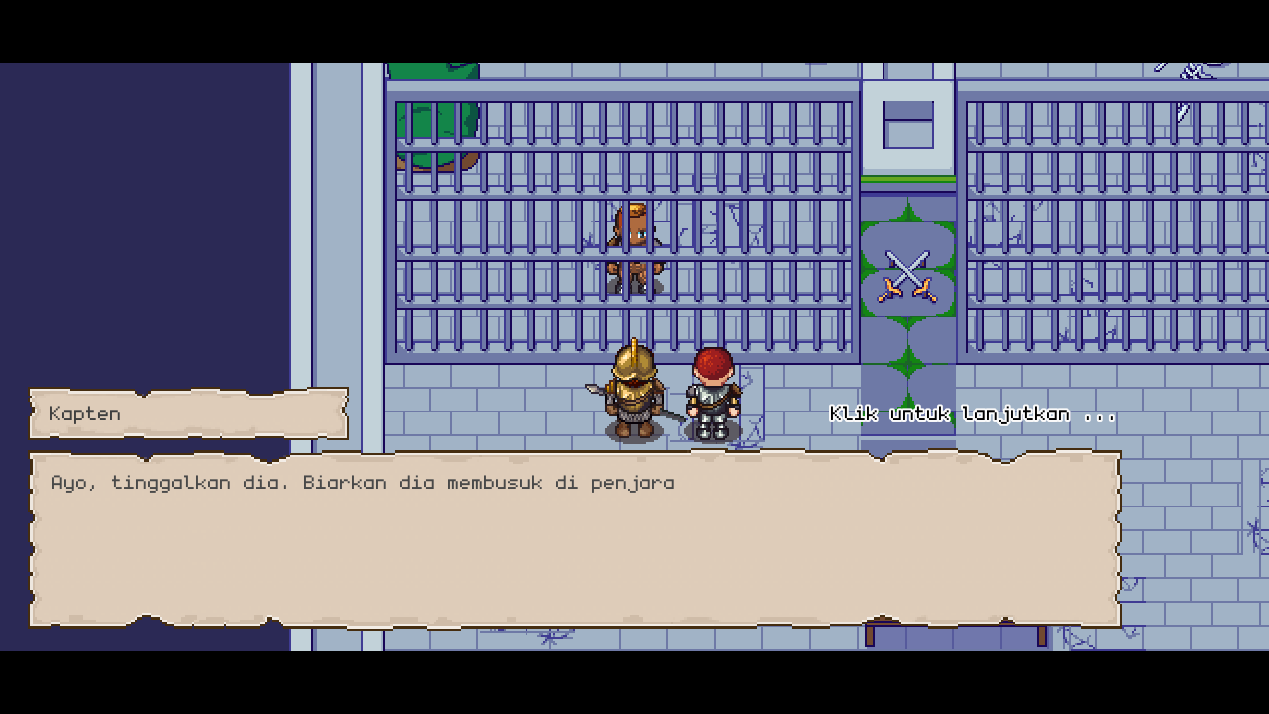 Kapten
Klik untuk lanjutkan ...
Ayo, tinggalkan dia. Biarkan dia membusuk di penjara